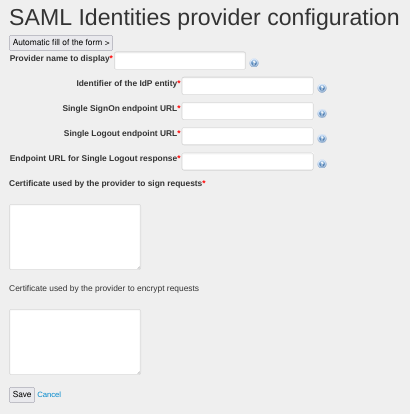 SAML Identities provider configuration
Automatic fill of the form >
Provider name to display*
Identifier of the IdP entity*
Single SignOn endpoint URL*
Single Logout endpoint URL*
Endpoint URL for Single Logout response*
Certificate used by the provider to sign requests*
Certificate used by the provider to encrypt requests
Save Cancel